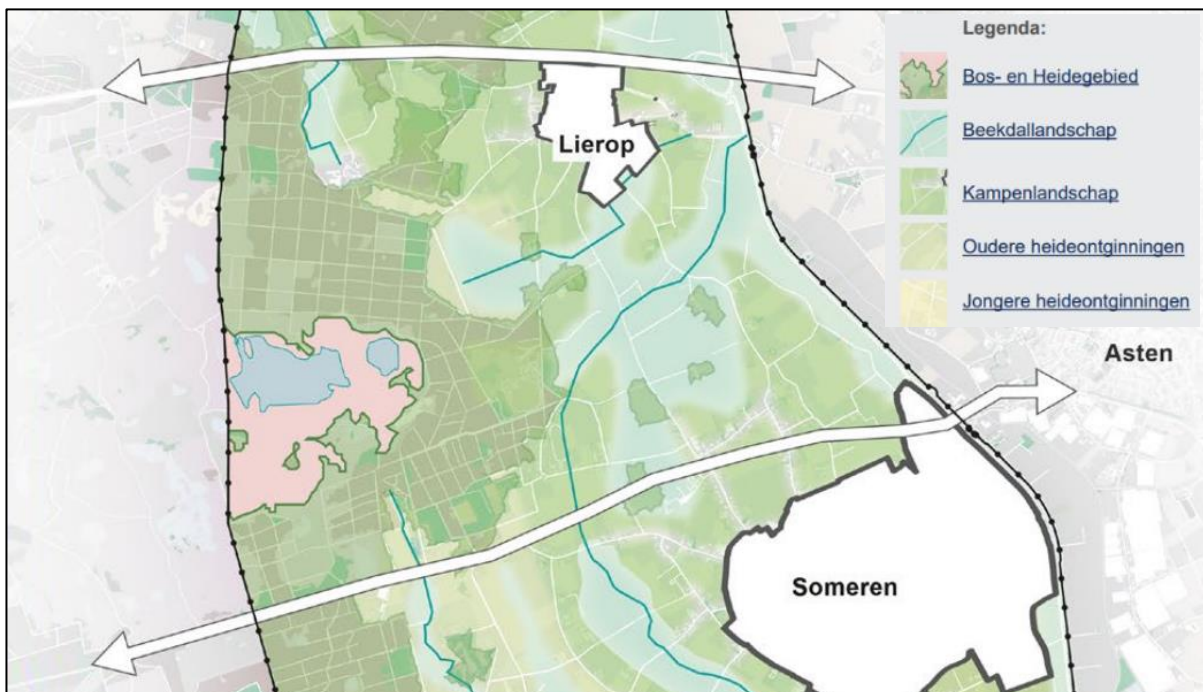 Legenda:
Bos- en Heidegebied
Beekdallandschap
Kampenlandschap
Oudere heideontginningen
Jongere heideontginningen
Lierop
Asten
Someren